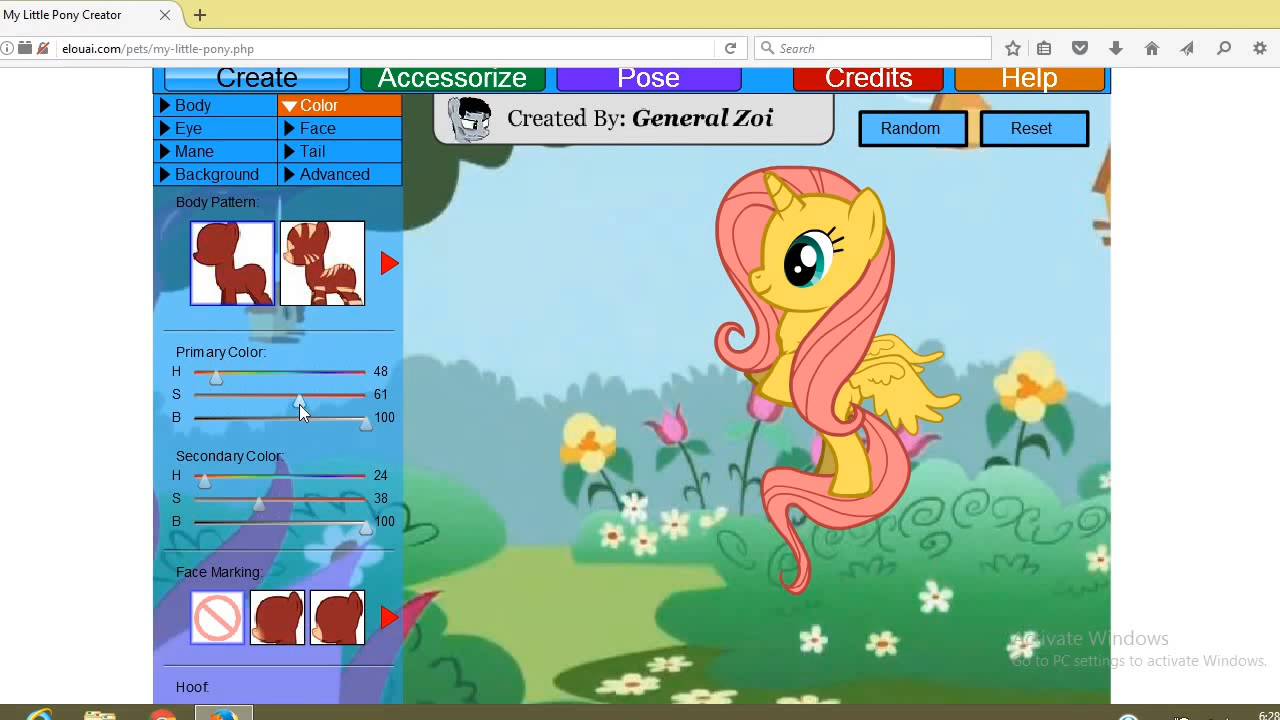 My Little Pony Creator
elouai.com/pets/my-little-pony.php
Search
Create Accessorize Pose Credits Help
Body Color
Eye Face
Mane Tail
Background Advanced
Created By: General Zoi
Random Reset
Body Pattern:
Primary Color:
H 48
S 61
B 100
Secondary Color:
H 24
S 38
B 100
Face Marking:
Hoof:
Activate Windows
Go to PC settings to activate Windows.
6:28